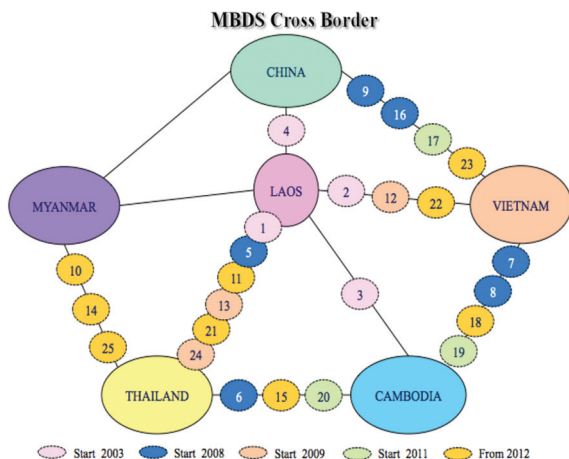 MBDS Cross Border
CHINA
9
16
17
23
4
MYANMAR
LAOS
2
12
22
VIETNAM
1
5
11
13
21
24
3
7
8
18
19
10
14
25
THAILAND
6
15
20
CAMBODIA
Start 2003
Start 2008
Start 2009
Start 2011
From 2012